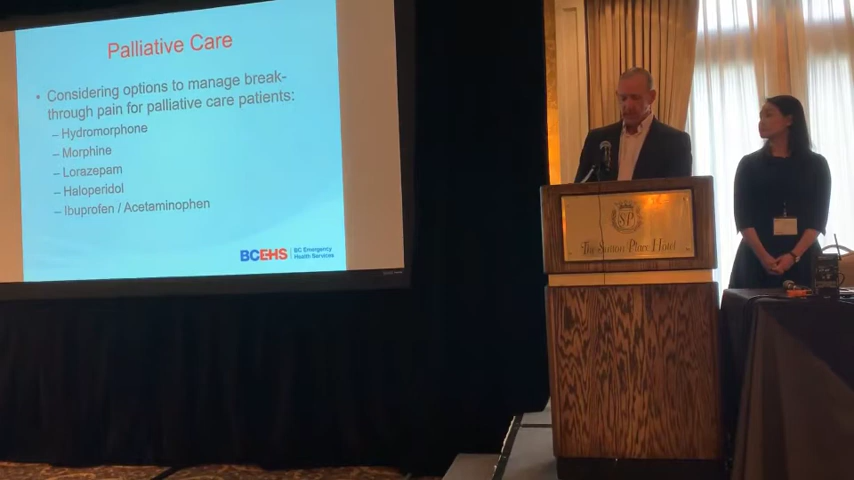 Palliative Care
• Considering options to manage break-
through pain for palliative care patients:
– Hydromorphone
– Morphine
– Lorazepam
– Haloperidol
– Ibuprofen / Acetaminophen
BCEHS | BC Emergency
Health Services
SP
The Sutton Place Hotel